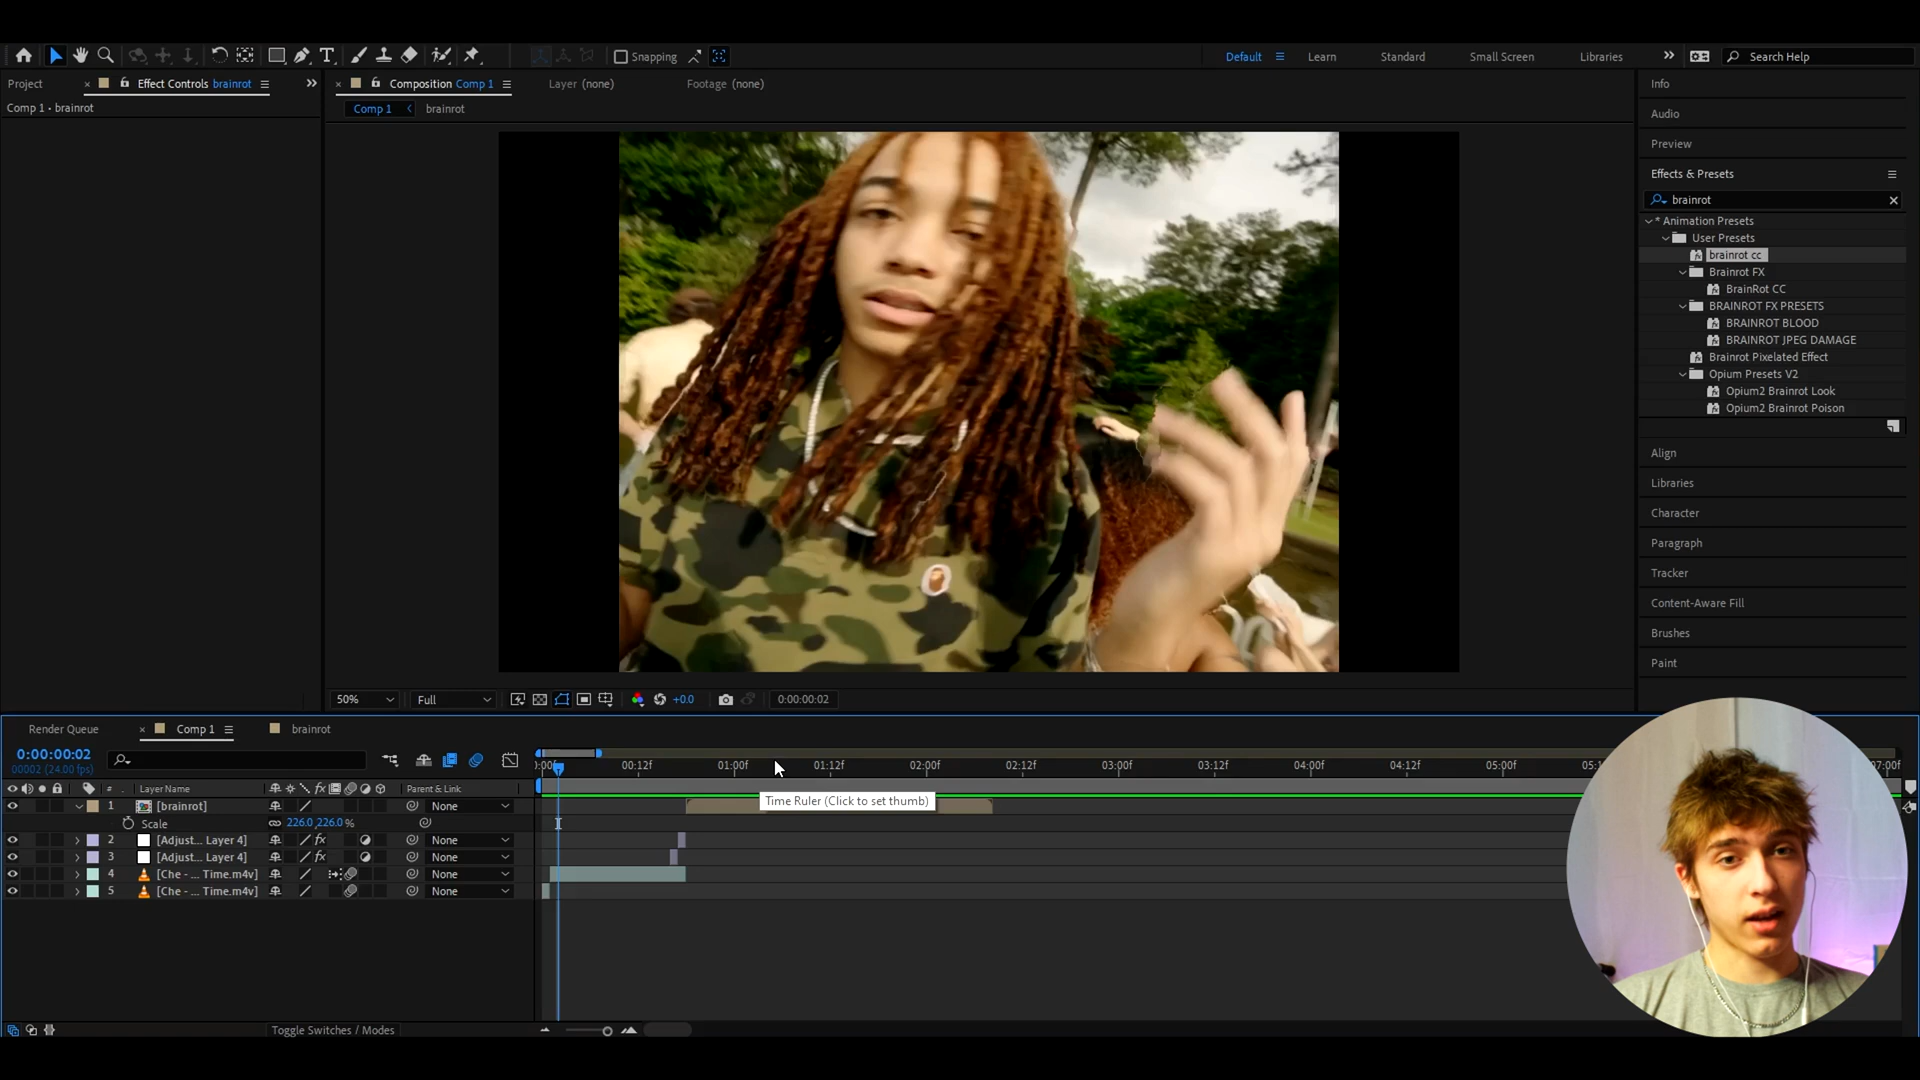 Snapping
Default
Learn
Standard
Small Screen
Libraries
Search Help
Project
Effect Controls brainrot
Composition Comp 1
Layer (none)
Footage (none)
Info
Comp 1 • brainrot
Comp 1
brainrot
Audio
Preview
Effects & Presets
brainrot
* Animation Presets
User Presets
brainrot cc
Brainrot FX
BrainRot CC
BRAINROT FX PRESETS
BRAINROT BLOOD
BRAINROT JPEG DAMAGE
Brainrot Pixelated Effect
Opium Presets V2
Opium2 Brainrot Look
Opium2 Brainrot Poison
Align
Libraries
Character
Paragraph
Tracker
Content-Aware Fill
Brushes
Paint
50%
Full
+0.0
0:00:00:02
Render Queue
Comp 1
brainrot
0:00:00:02
00002 (24.00 fps)
00:12f
01:00f
01:12f
02:00f
02:12f
03:00f
03:12f
04:00f
04:12f
05:00f
07:00f
#
Layer Name
Parent & Link
1
[brainrot]
None
Time Ruler (Click to set thumb)
Scale
226.0,226.0 %
2
[Adjust... Layer 4]
fx
None
3
[Adjust... Layer 4]
fx
None
4
[Che - ... Time.m4v]
None
5
[Che - ... Time.m4v]
None
Toggle Switches / Modes